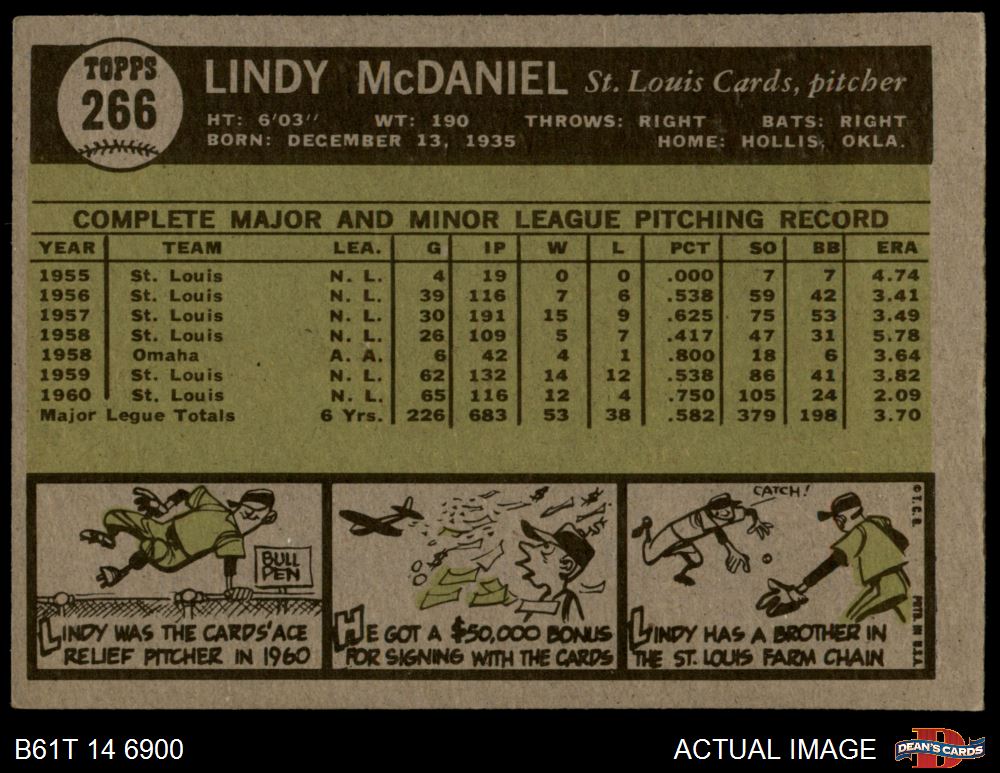 TOPPS
266
LINDY McDANIEL St. Louis Cards, pitcher
HT: 6'03'' WT: 190 THROWS: RIGHT BATS: RIGHT
BORN: DECEMBER 13, 1935 HOME: HOLLIS, OKLA.
COMPLETE MAJOR AND MINOR LEAGUE PITCHING RECORD
YEAR TEAM LEA. G IP W L PCT SO BB ERA
1955 St. Louis N. L. 4 19 0 0 .000 7 7 4.74
1956 St. Louis N. L. 39 116 7 6 .538 59 42 3.41
1957 St. Louis N. L. 30 191 15 9 .625 75 53 3.49
1958 St. Louis N. L. 26 109 5 7 .417 47 31 5.78
1958 Omaha A. A. 6 42 4 1 .800 18 6 3.64
1959 St. Louis N. L. 62 132 14 12 .538 86 41 3.82
1960 St. Louis N. L. 65 116 12 4 .750 105 24 2.09
Major Legue Totals 6 Yrs. 226 683 53 38 .582 379 198 3.70
BULL
PEN
LINDY WAS THE CARDS' ACE
RELIEF PITCHER IN 1960
HE GOT A $50,000 BONUS
FOR SIGNING WITH THE CARDS
CATCH!
LINDY HAS A BROTHER IN
THE ST. LOUIS FARM CHAIN
© T. C. G.
PRTD. IN U.S.A.
B61T 14 6900
ACTUAL IMAGE
D
DEAN'S CARDS